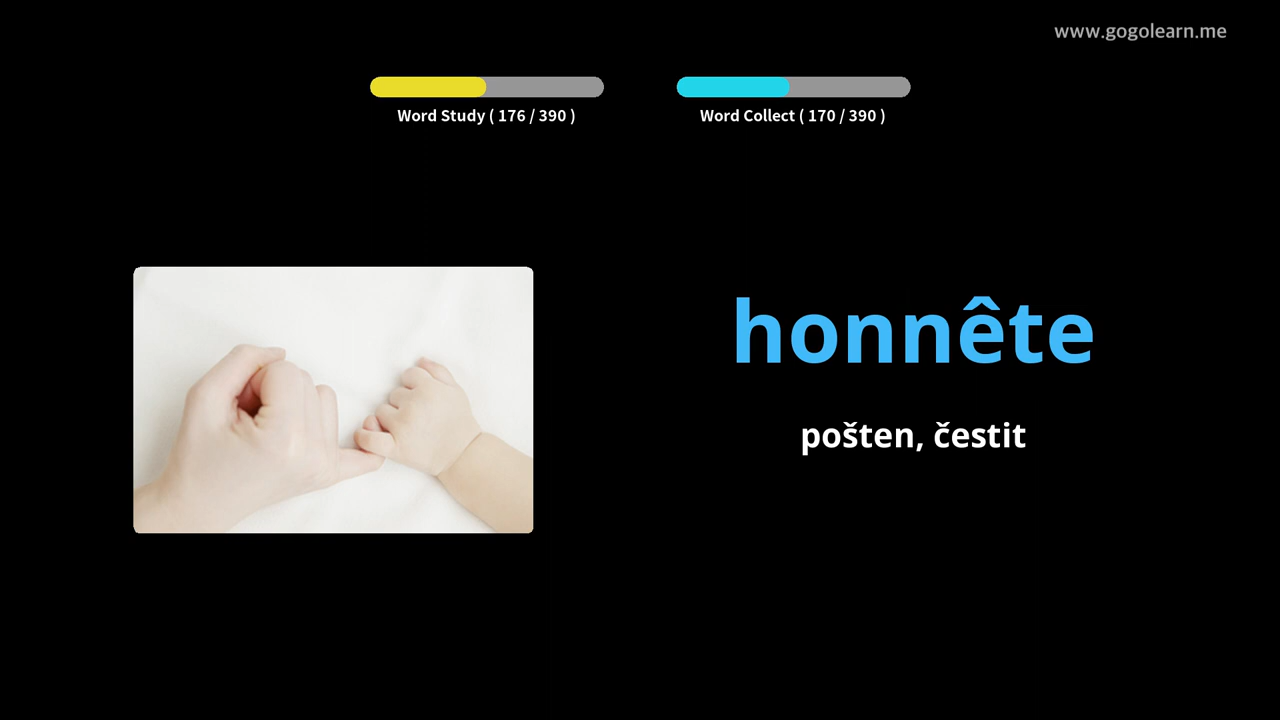 www.gogolearn.me
Word Study ( 176 / 390 )
Word Collect ( 170 / 390 )
honnête
pošten, čestit